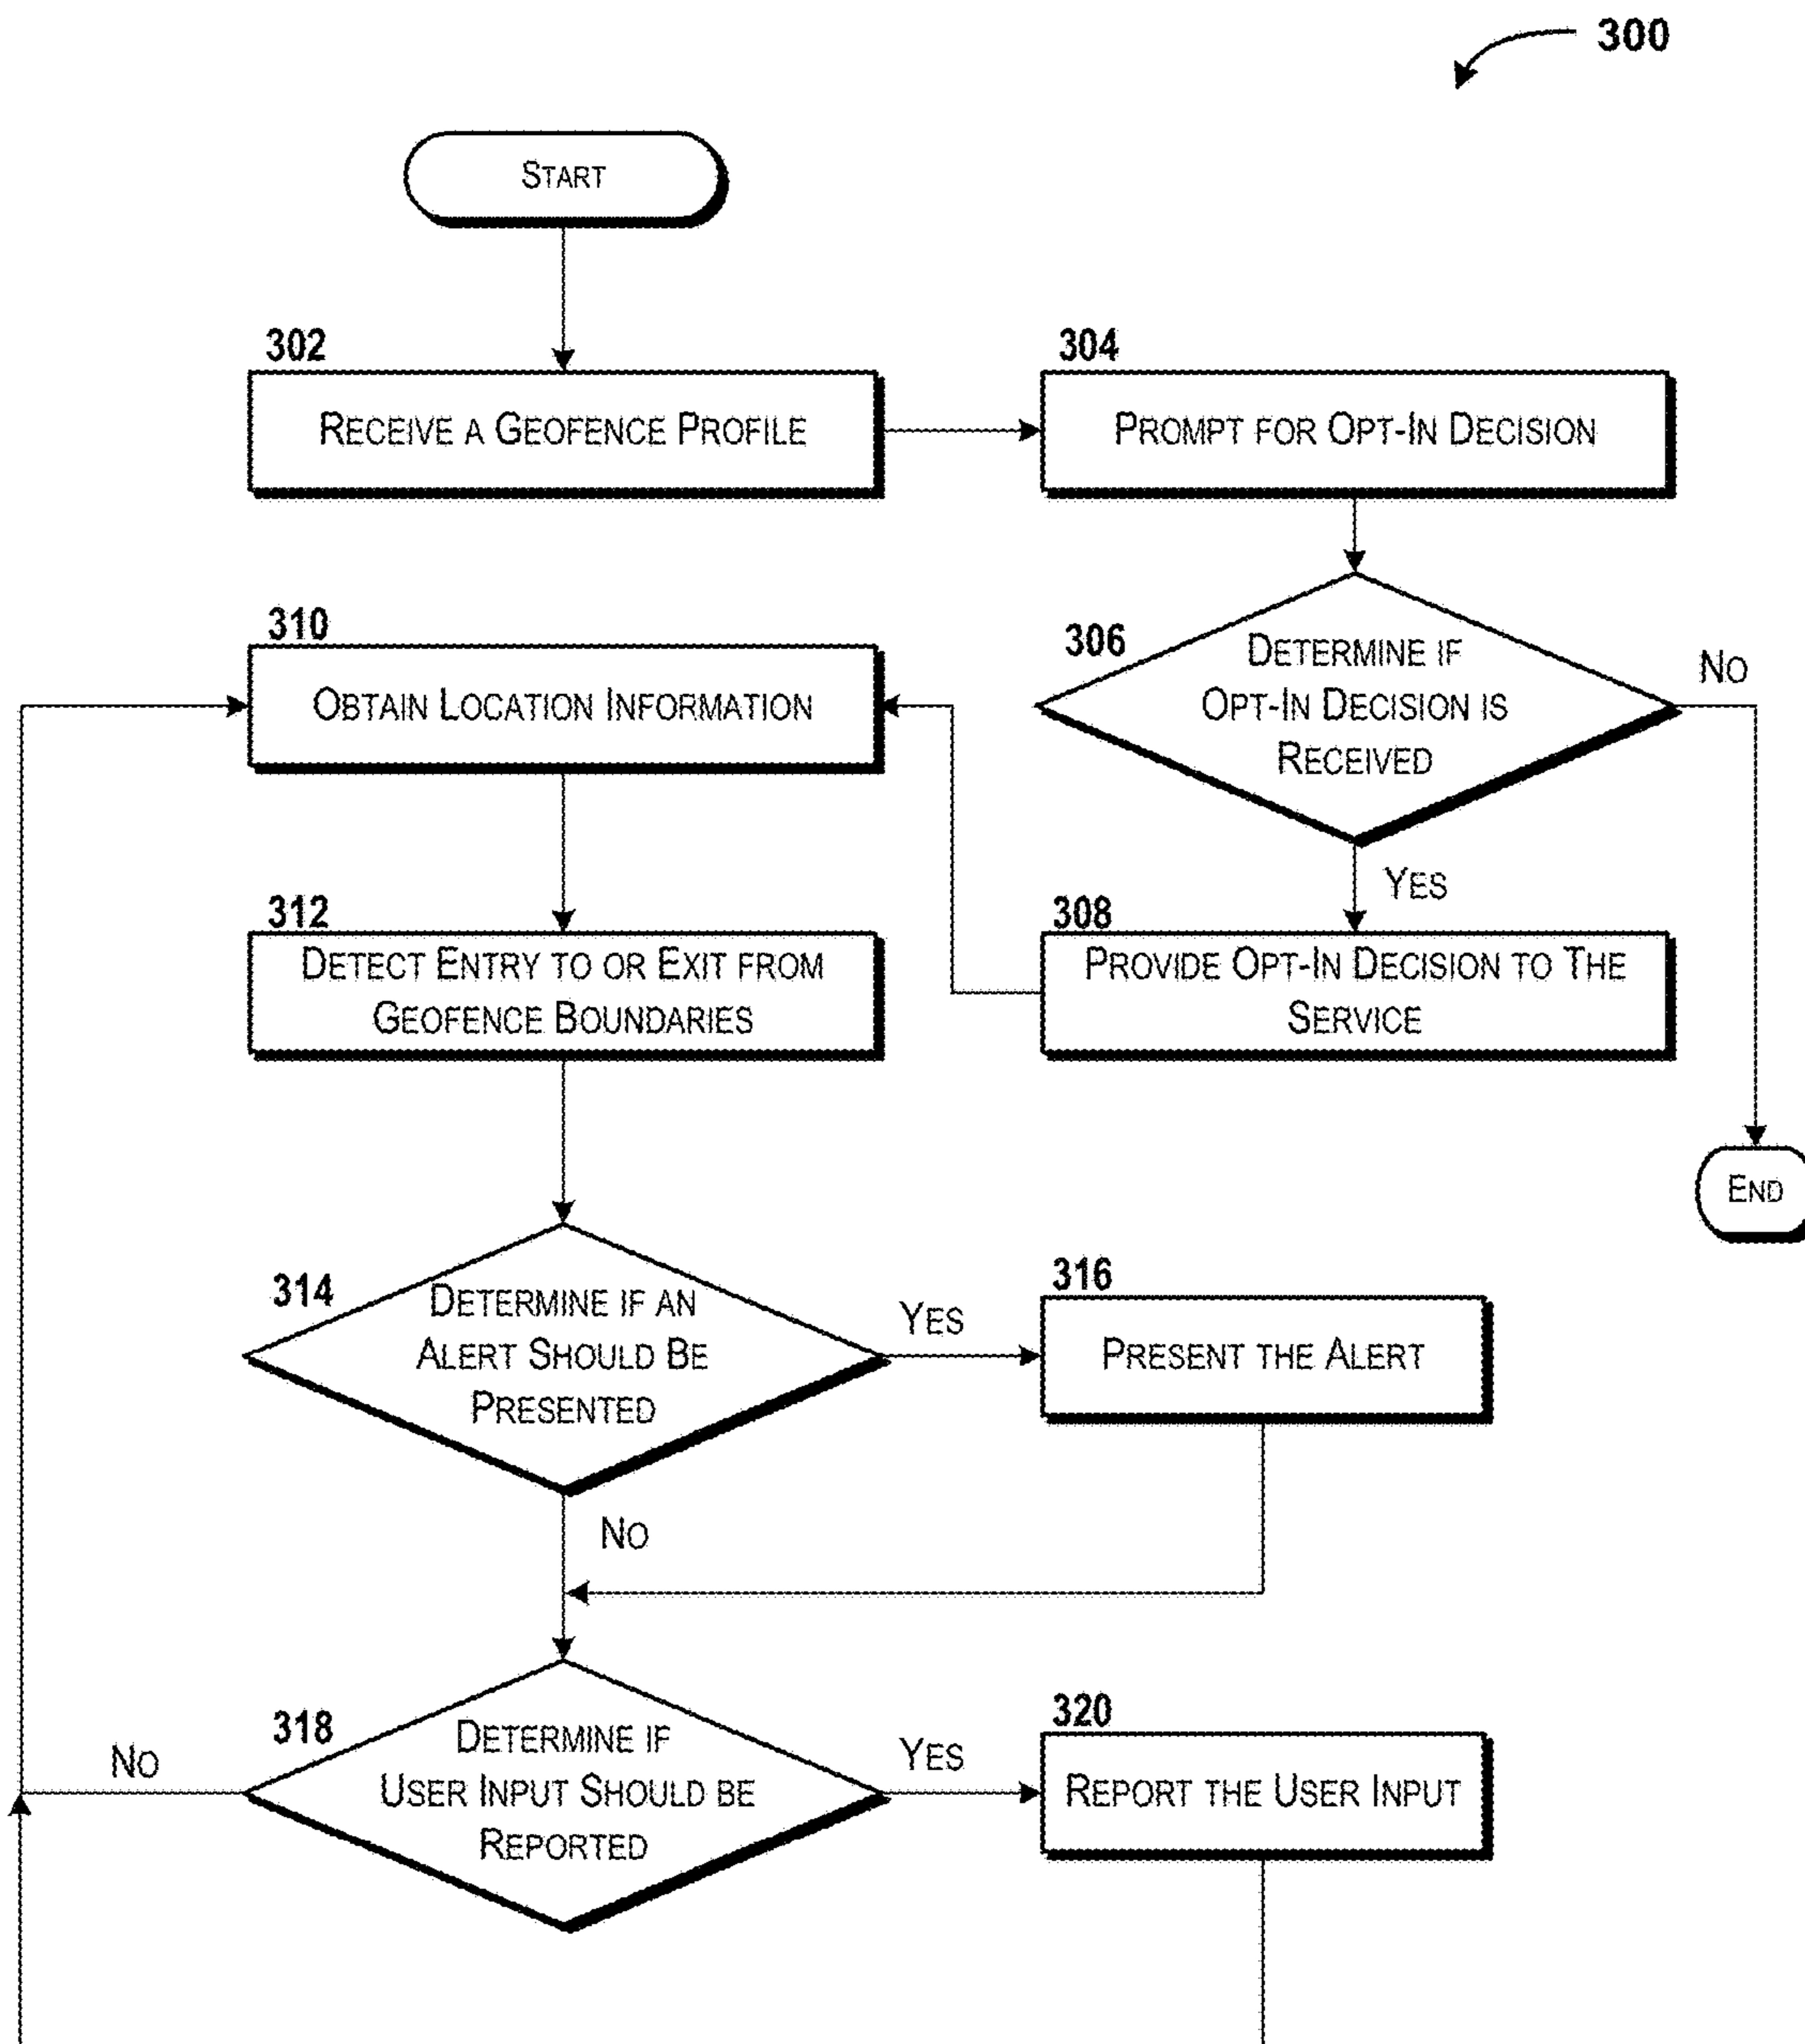 300
START
302
RECEIVE A GEOFENCE PROFILE
304
PROMPT FOR OPT-IN DECISION
306
DETERMINE IF
OPT-IN DECISION IS
RECEIVED
NO
YES
308
PROVIDE OPT-IN DECISION TO THE
SERVICE
310
OBTAIN LOCATION INFORMATION
312
DETECT ENTRY TO OR EXIT FROM
GEOFENCE BOUNDARIES
END
314
DETERMINE IF AN
ALERT SHOULD BE
PRESENTED
YES
316
PRESENT THE ALERT
NO
318
DETERMINE IF
USER INPUT SHOULD BE
REPORTED
NO
YES
320
REPORT THE USER INPUT